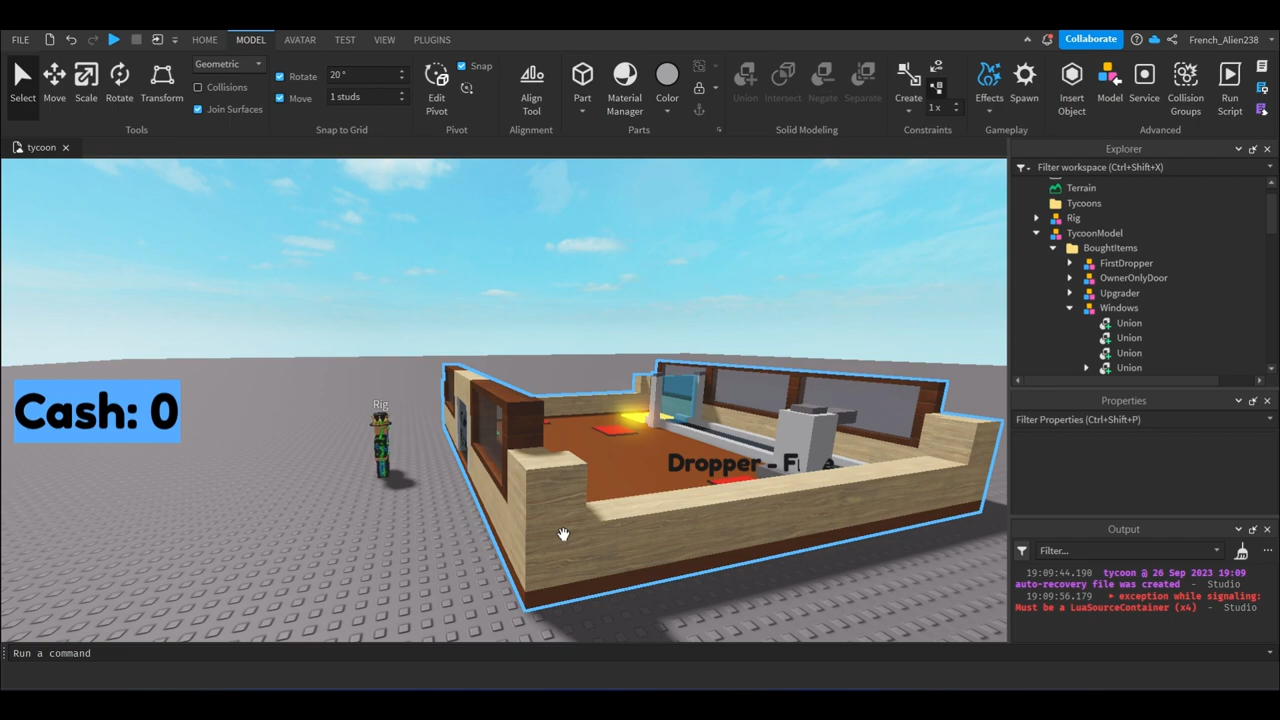 FILE HOME MODEL AVATAR TEST VIEW PLUGINS Collaborate French_Alien238
Geometric
Collisions
Join Surfaces
Select Move Scale Rotate Transform
Rotate 20 °
Move 1 studs
Edit Pivot
Snap
Align Tool
Part
Material Manager
Color
Union Intersect Negate Separate
Create
1 x
Effects Spawn
Insert Object
Model Service
Collision Groups
Run Script
Tools Snap to Grid Pivot Alignment Parts Solid Modeling Constraints Gameplay Advanced
tycoon
Cash: 0
Rig
Dropper - F
Explorer
Filter workspace (Ctrl+Shift+X)
Terrain
Tycoons
Rig
TycoonModel
BoughtItems
FirstDropper
OwnerOnlyDoor
Upgrader
Windows
Union
Union
Union
Union
Properties
Filter Properties (Ctrl+Shift+P)
Output
Filter...
19:09:44.190 tycoon @ 26 Sep 2023 19:09
auto-recovery file was created - Studio
19:09:56.179 exception while signaling:
Must be a LuaSourceContainer (x4) - Studio
Run a command